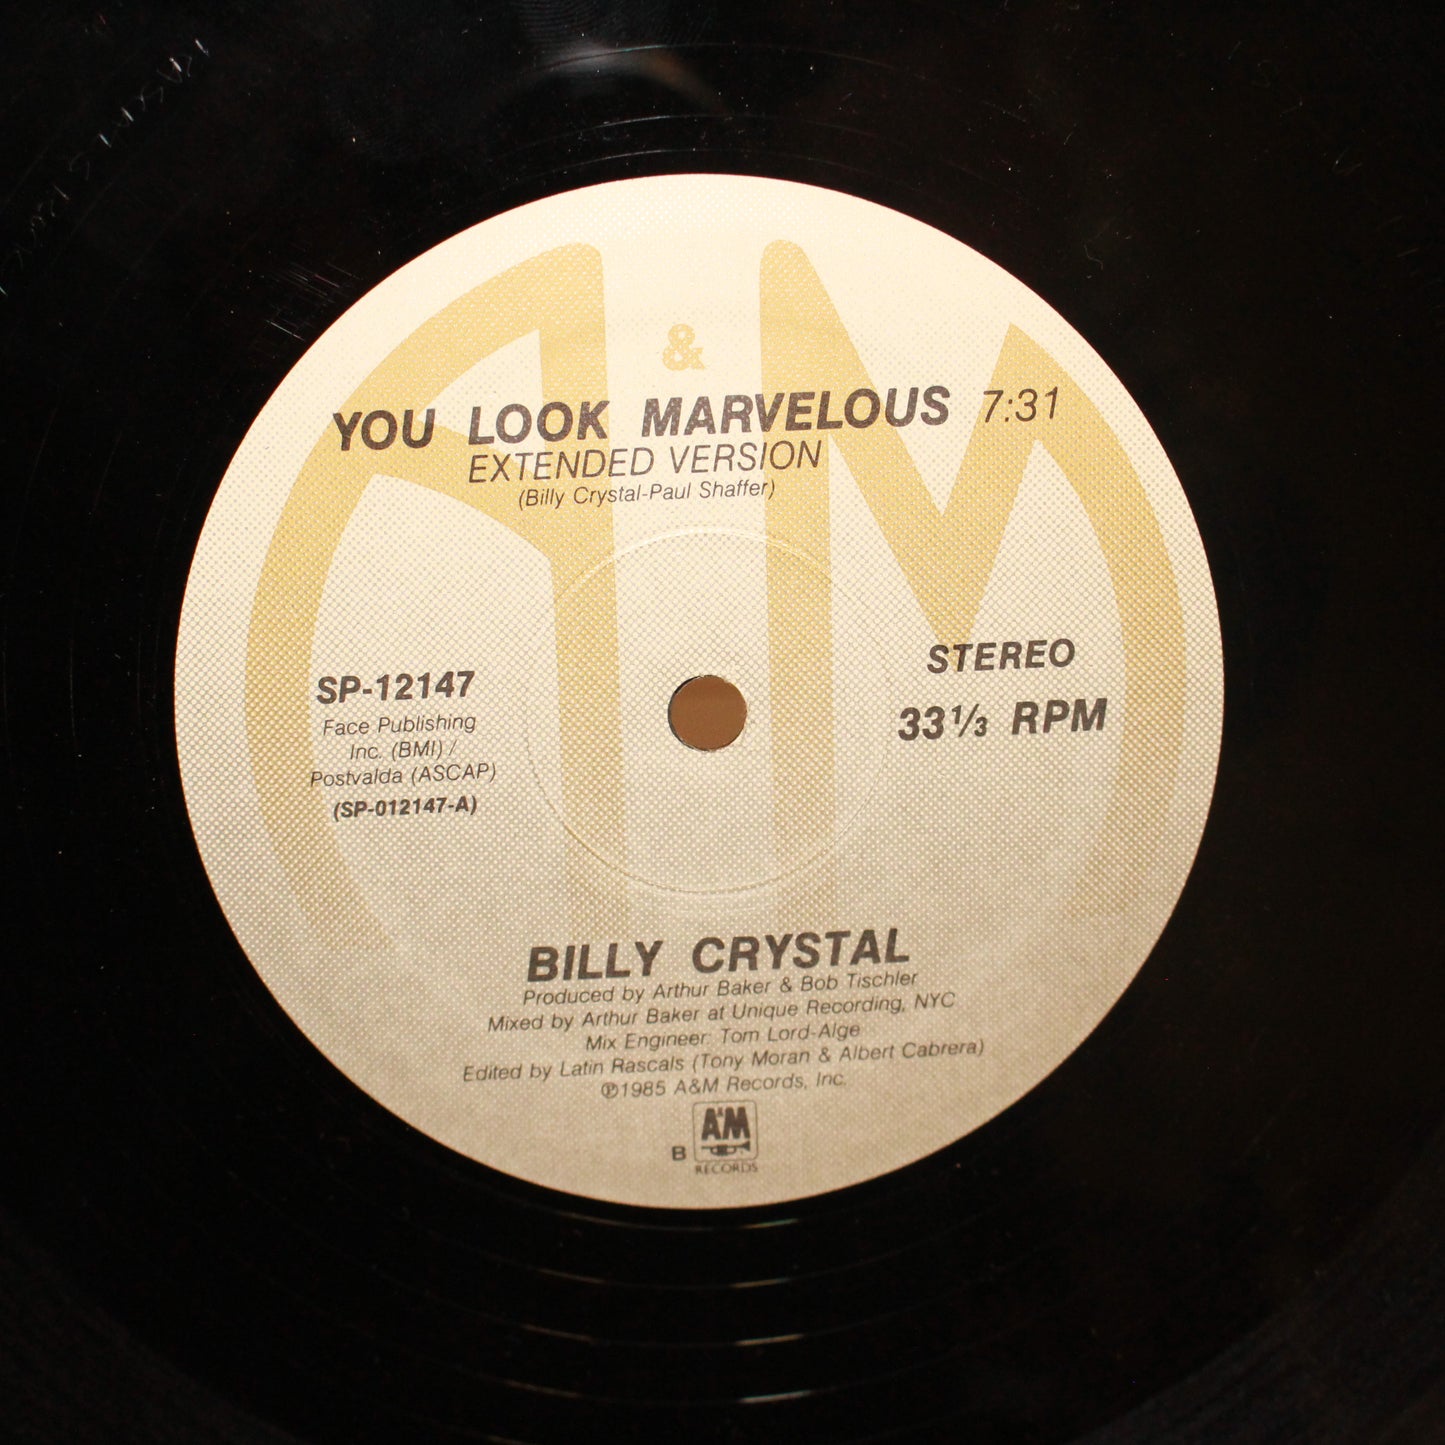 &
YOU LOOK MARVELOUS 7:31
EXTENDED VERSION
(Billy Crystal-Paul Shaffer)
STEREO
33⅓ RPM
SP-12147
Face Publishing
Inc. (BMI) /
Postvalda (ASCAP)
(SP-012147-A)
BILLY CRYSTAL
Produced by Arthur Baker & Bob Tischler
Mixed by Arthur Baker at Unique Recording, NYC
Mix Engineer: Tom Lord-Alge
Edited by Latin Rascals (Tony Moran & Albert Cabrera)
℗1985 A&M Records, Inc.
B
A&M
RECORDS